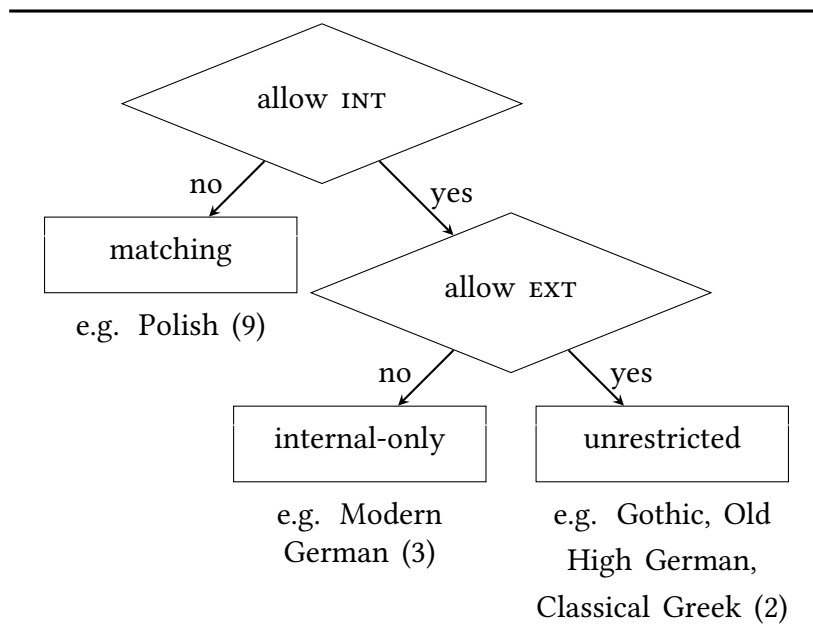 allow INT
no
yes
matching
allow EXT
e.g. Polish (9)
no
yes
internal-only
unrestricted
e.g. Modern
German (3)
e.g. Gothic, Old
High German,
Classical Greek (2)